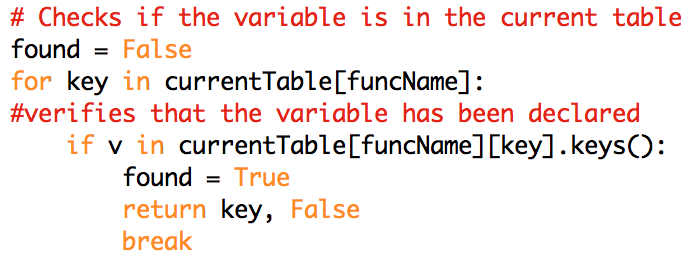 # Checks if the variable is in the current table
found = False
for key in currentTable[funcName]:
#verifies that the variable has been declared
    if v in currentTable[funcName][key].keys():
        found = True
        return key, False
        break